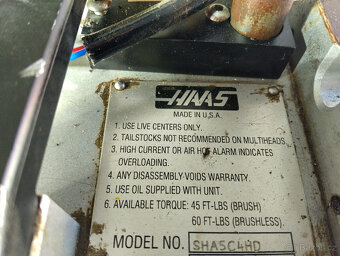 HAAS
MADE IN U.S.A.
1. USE LIVE CENTERS ONLY.
2. TAILSTOCKS NOT RECOMMENDED ON MULTIHEADS.
3. HIGH CURRENT OR AIR HOT ALARM INDICATES
OVERLOADING.
4. ANY DISASSEMBLY-VOIDS WARRANTY.
5. USE OIL SUPPLIED WITH UNIT.
6. AVAILABLE TORQUE: 45 FT-LBS (BRUSH)
60 FT-LBS (BRUSHLESS).
MODEL NO. SHA5C4HD